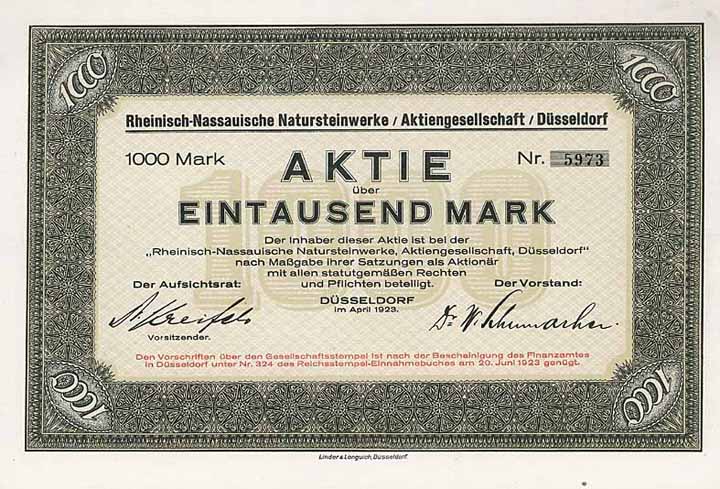 1000
1000
Rheinisch-Nassauische Natursteinwerke / Aktiengesellschaft / Düsseldorf
1000 Mark
AKTIE
Nr. 5973
über
EINTAUSEND MARK
1000
Der Inhaber dieser Aktie ist bei der
„Rheinisch-Nassauische Natursteinwerke, Aktiengesellschaft, Düsseldorf“
nach Maßgabe ihrer Satzungen als Aktionär
mit allen statutgemäßen Rechten
und Pflichten beteiligt.
Der Aufsichtsrat:
Der Vorstand:
DÜSSELDORF
im April 1923.
Dr. W. Schumacher.
Vorsitzender.
Den Vorschriften über den Gesellschaftsstempel ist nach der Bescheinigung des Finanzamtes
in Düsseldorf unter Nr. 324 des Reichsstempel-Einnahmebuches am 20. Juni 1923 genügt.
1000
1000
Linder & Longuich, Düsseldorf.